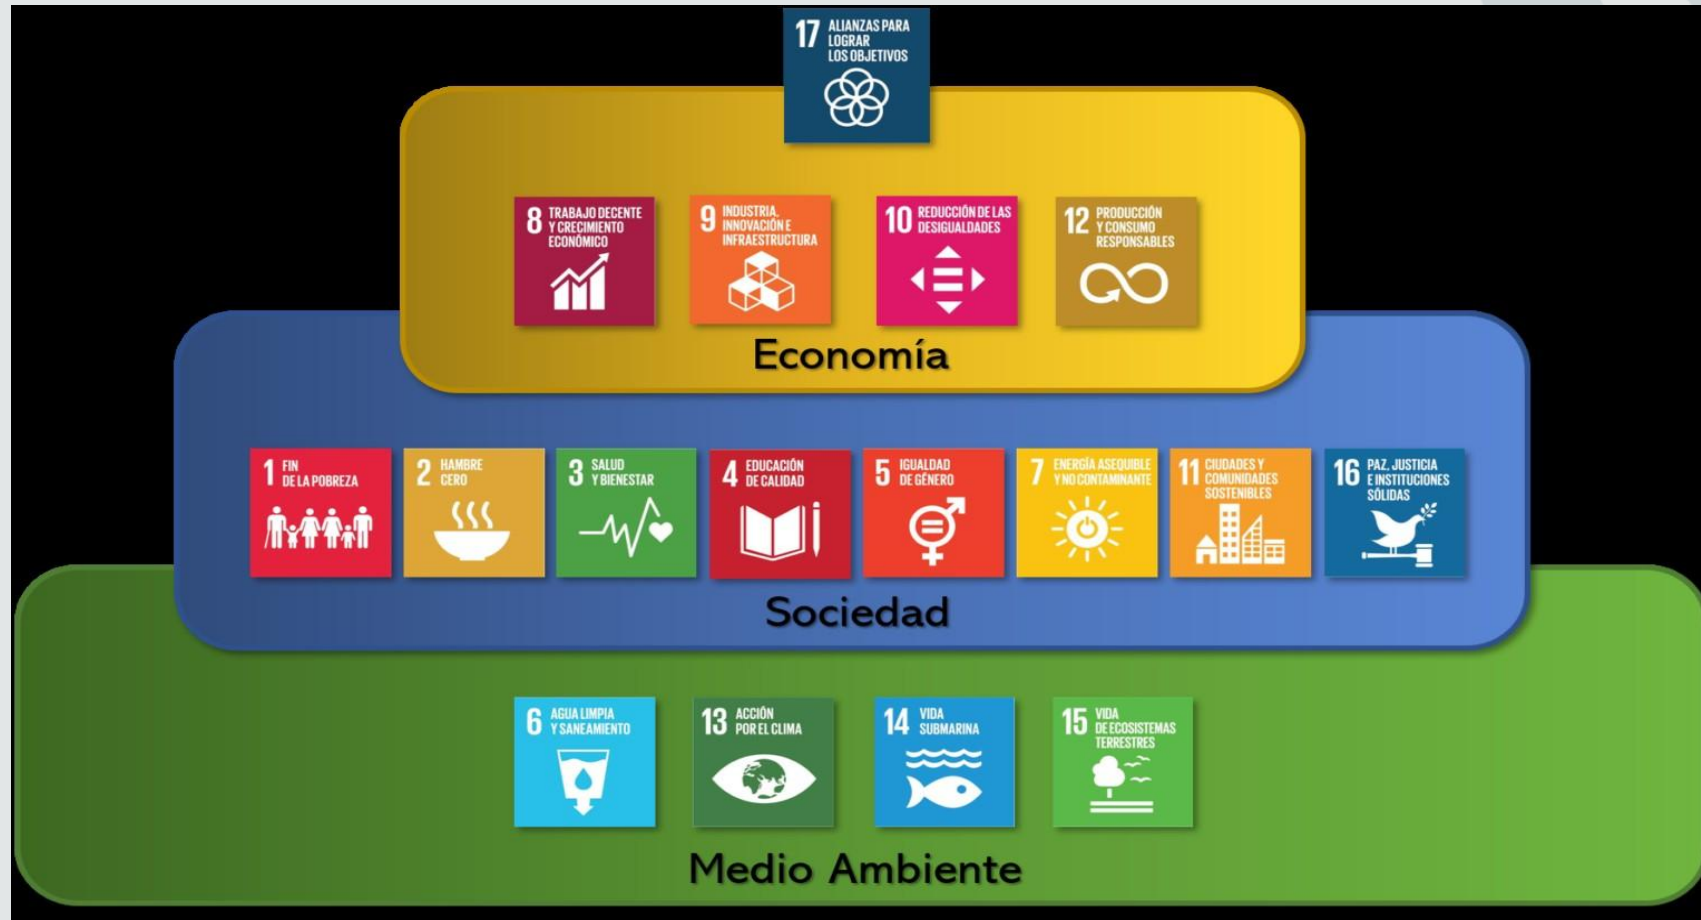 17 ALIANZAS PARA
LOGRAR
LOS OBJETIVOS
8 TRABAJO DECENTE
Y CRECIMIENTO
ECONÓMICO
9 INDUSTRIA,
INNOVACIÓN E
INFRAESTRUCTURA
10 REDUCCIÓN DE LAS
DESIGUALDADES
12 PRODUCCIÓN
Y CONSUMO
RESPONSABLES
Economía
1 FIN
DE LA POBREZA
2 HAMBRE
CERO
3 SALUD
Y BIENESTAR
4 EDUCACIÓN
DE CALIDAD
5 IGUALDAD
DE GÉNERO
7 ENERGÍA ASEQUIBLE
Y NO CONTAMINANTE
11 CIUDADES Y
COMUNIDADES
SOSTENIBLES
16 PAZ, JUSTICIA
E INSTITUCIONES
SÓLIDAS
Sociedad
6 AGUA LIMPIA
Y SANEAMIENTO
13 ACCIÓN
POR EL CLIMA
14 VIDA
SUBMARINA
15 VIDA
DE ECOSISTEMAS
TERRESTRES
Medio Ambiente